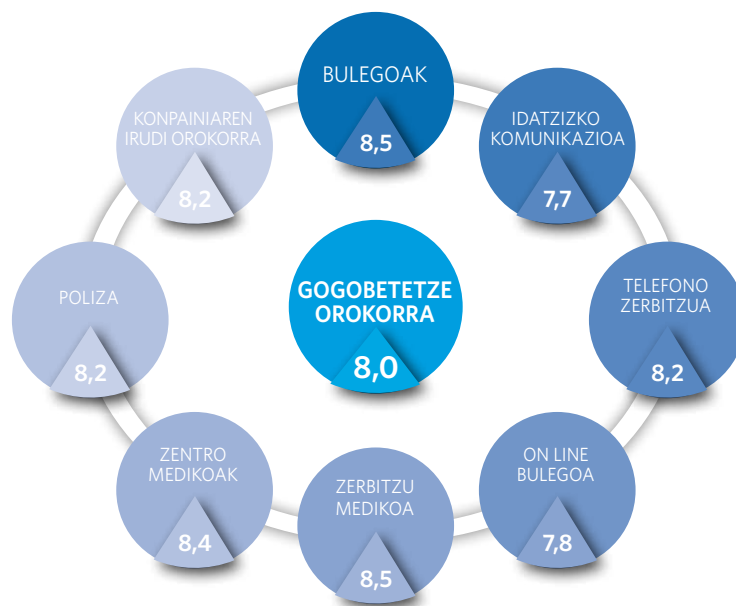 BULEGOAK
8,5
IDATZIZKO
KOMUNIKAZIOA
7,7
TELEFONO
ZERBITZUA
8,2
ON LINE
BULEGOA
7,8
ZERBITZU
MEDIKOA
8,5
ZENTRO
MEDIKOAK
8,4
POLIZA
8,2
KONPAINIAREN
IRUDI OROKORRA
8,2
GOGOBETETZE
OROKORRA
8,0